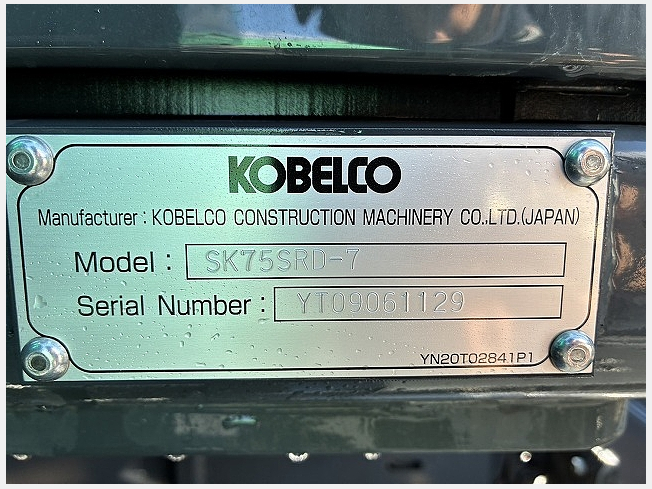 KOBELCO
Manufacturer : KOBELCO CONSTRUCTION MACHINERY CO.,LTD.(JAPAN)
Model : SK75SRD-7
Serial Number : YT09061129
YN20T02841P1